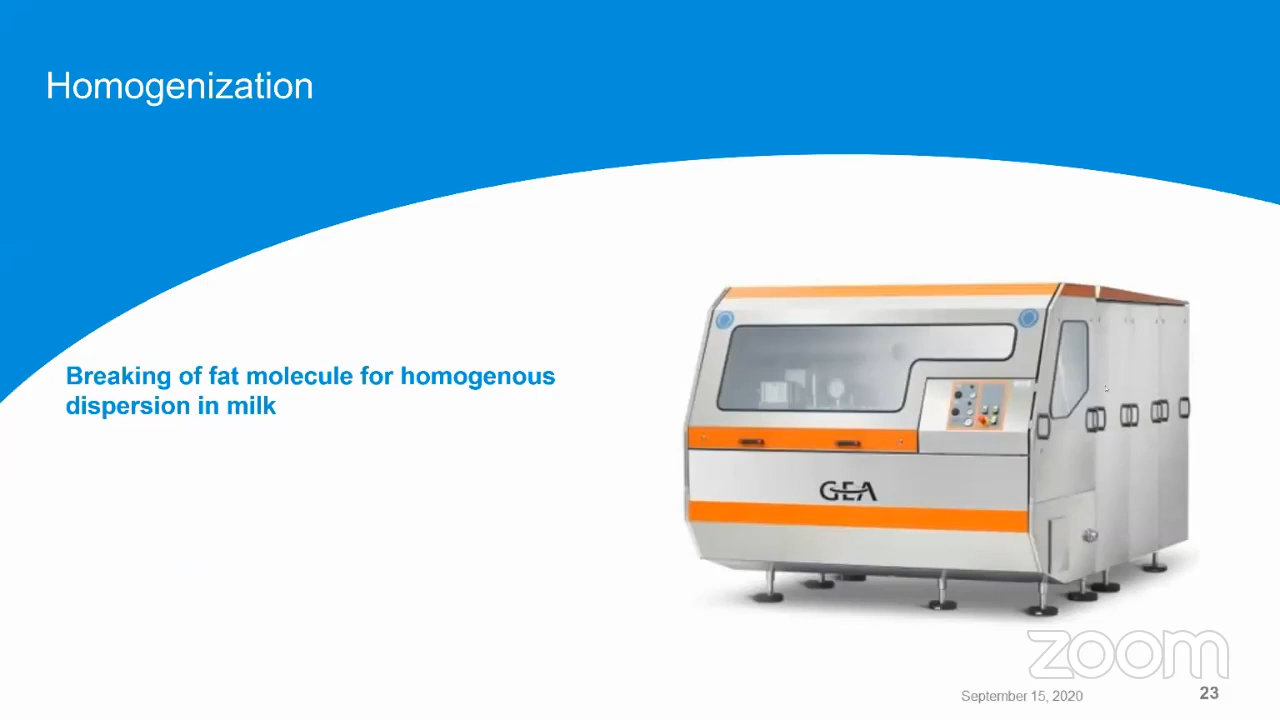 Homogenization
Breaking of fat molecule for homogenous
dispersion in milk
GEA
zoom
September 15, 2020
23